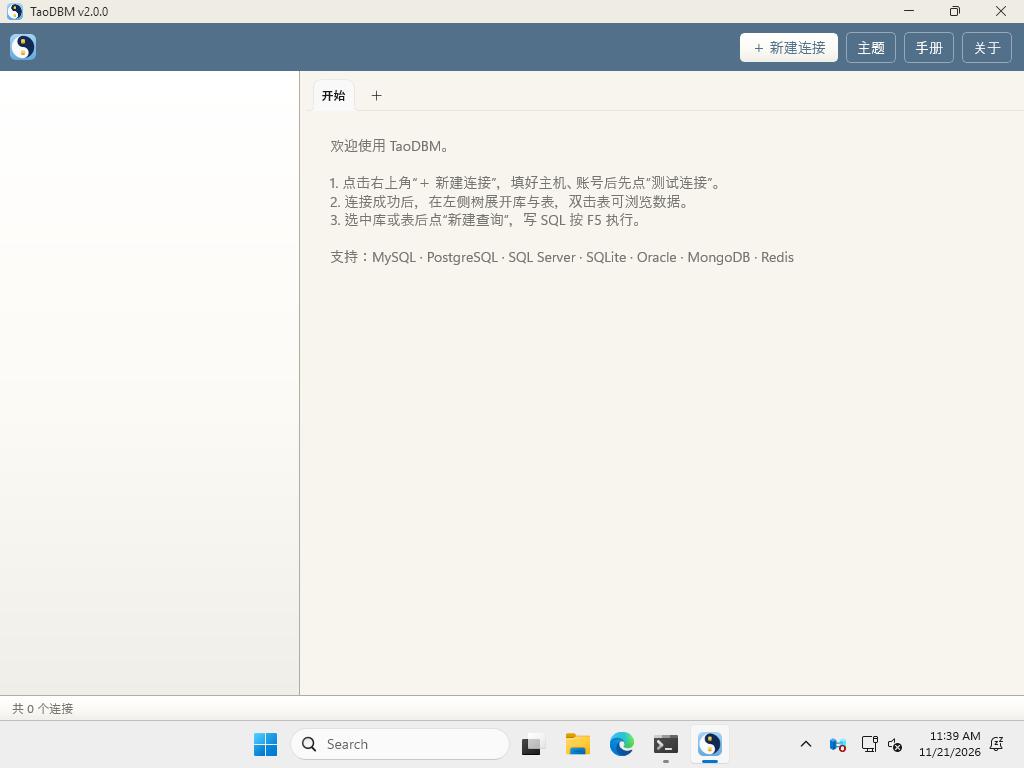 TaoDBM v2.0.0
＋ 新建连接
主题
手册
关于
开始
＋
欢迎使用 TaoDBM。
1. 点击右上角“＋ 新建连接”，填好主机、账号后先点“测试连接”。
2. 连接成功后，在左侧树展开库与表，双击表可浏览数据。
3. 选中库或表后点“新建查询”，写 SQL 按 F5 执行。
支持：MySQL · PostgreSQL · SQL Server · SQLite · Oracle · MongoDB · Redis
共 0 个连接
Search
11:39 AM
11/21/2026